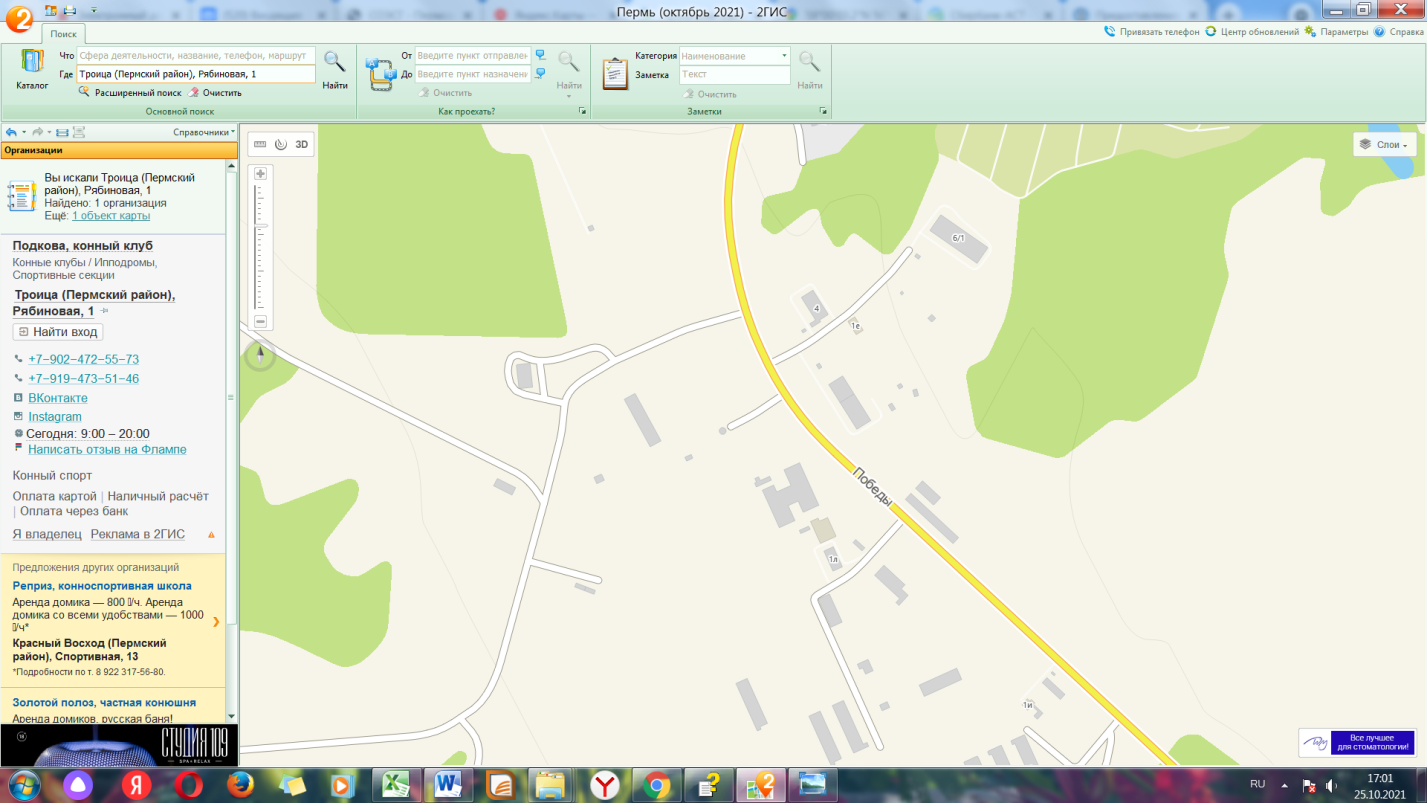 Пермь (октябрь 2021) - 2ГИС
Поиск
Привязать телефон Центр обновлений Параметры Справка
Что Сфера деятельности, название, телефон, маршрут
Где Троица (Пермский район), Рябиновая, 1
Каталог
Расширенный поиск Очистить
Найти
Основной поиск
От Введите пункт отправлен
До Введите пункт назначени
Очистить
Найти
Как проехать?
Категория Наименование
Заметка Текст
Очистить
Найти
Заметки
Справочники
Организации
Вы искали Троица (Пермский
район), Рябиновая, 1
Найдено: 1 организация
Ещё: 1 объект карты
Подкова, конный клуб
Конные клубы / Ипподромы,
Спортивные секции
Троица (Пермский район),
Рябиновая, 1
Найти вход
+7-902-472-55-73
+7-919-473-51-46
ВКонтакте
Instagram
Сегодня: 9:00 – 20:00
Написать отзыв на Флампе
Конный спорт
Оплата картой | Наличный расчёт
| Оплата через банк
Я владелец Реклама в 2ГИС
Предложения других организаций
Реприз, конноспортивная школа
Аренда домика — 800 ▯/ч. Аренда
домика со всеми удобствами — 1000
▯/ч*
Красный Восход (Пермский
район), Спортивная, 13
*Подробности по т. 8 922 317-56-80.
Золотой полоз, частная конюшня
Аренда домиков, русская баня!
СТУДИЯ 109
SPA+RELAX
3D
Слои
6/1
4
1е
Победы
1л
1и
Все лучшее
для стоматологии!
RU
17:01
25.10.2021